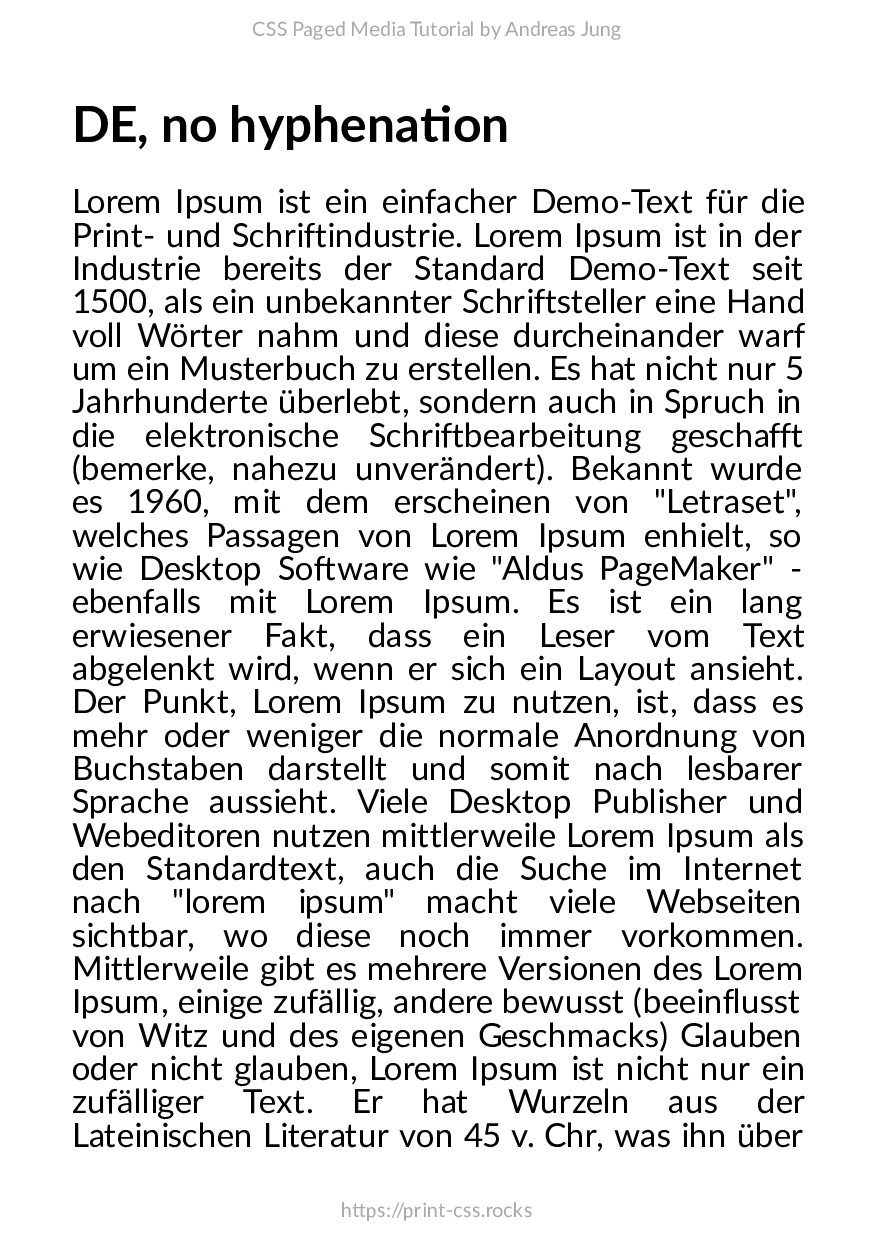 CSS Paged Media Tutorial by Andreas Jung
DE, no hyphenation
Lorem Ipsum ist ein einfacher Demo-Text für die
Print- und Schriftindustrie. Lorem Ipsum ist in der
Industrie bereits der Standard Demo-Text seit
1500, als ein unbekannter Schriftsteller eine Hand
voll Wörter nahm und diese durcheinander warf
um ein Musterbuch zu erstellen. Es hat nicht nur 5
Jahrhunderte überlebt, sondern auch in Spruch in
die elektronische Schriftbearbeitung geschafft
(bemerke, nahezu unverändert). Bekannt wurde
es 1960, mit dem erscheinen von "Letraset",
welches Passagen von Lorem Ipsum enhielt, so
wie Desktop Software wie "Aldus PageMaker" -
ebenfalls mit Lorem Ipsum. Es ist ein lang
erwiesener Fakt, dass ein Leser vom Text
abgelenkt wird, wenn er sich ein Layout ansieht.
Der Punkt, Lorem Ipsum zu nutzen, ist, dass es
mehr oder weniger die normale Anordnung von
Buchstaben darstellt und somit nach lesbarer
Sprache aussieht. Viele Desktop Publisher und
Webeditoren nutzen mittlerweile Lorem Ipsum als
den Standardtext, auch die Suche im Internet
nach "lorem ipsum" macht viele Webseiten
sichtbar, wo diese noch immer vorkommen.
Mittlerweile gibt es mehrere Versionen des Lorem
Ipsum, einige zufällig, andere bewusst (beeinflusst
von Witz und des eigenen Geschmacks) Glauben
oder nicht glauben, Lorem Ipsum ist nicht nur ein
zufälliger Text. Er hat Wurzeln aus der
Lateinischen Literatur von 45 v. Chr, was ihn über
https://print-css.rocks